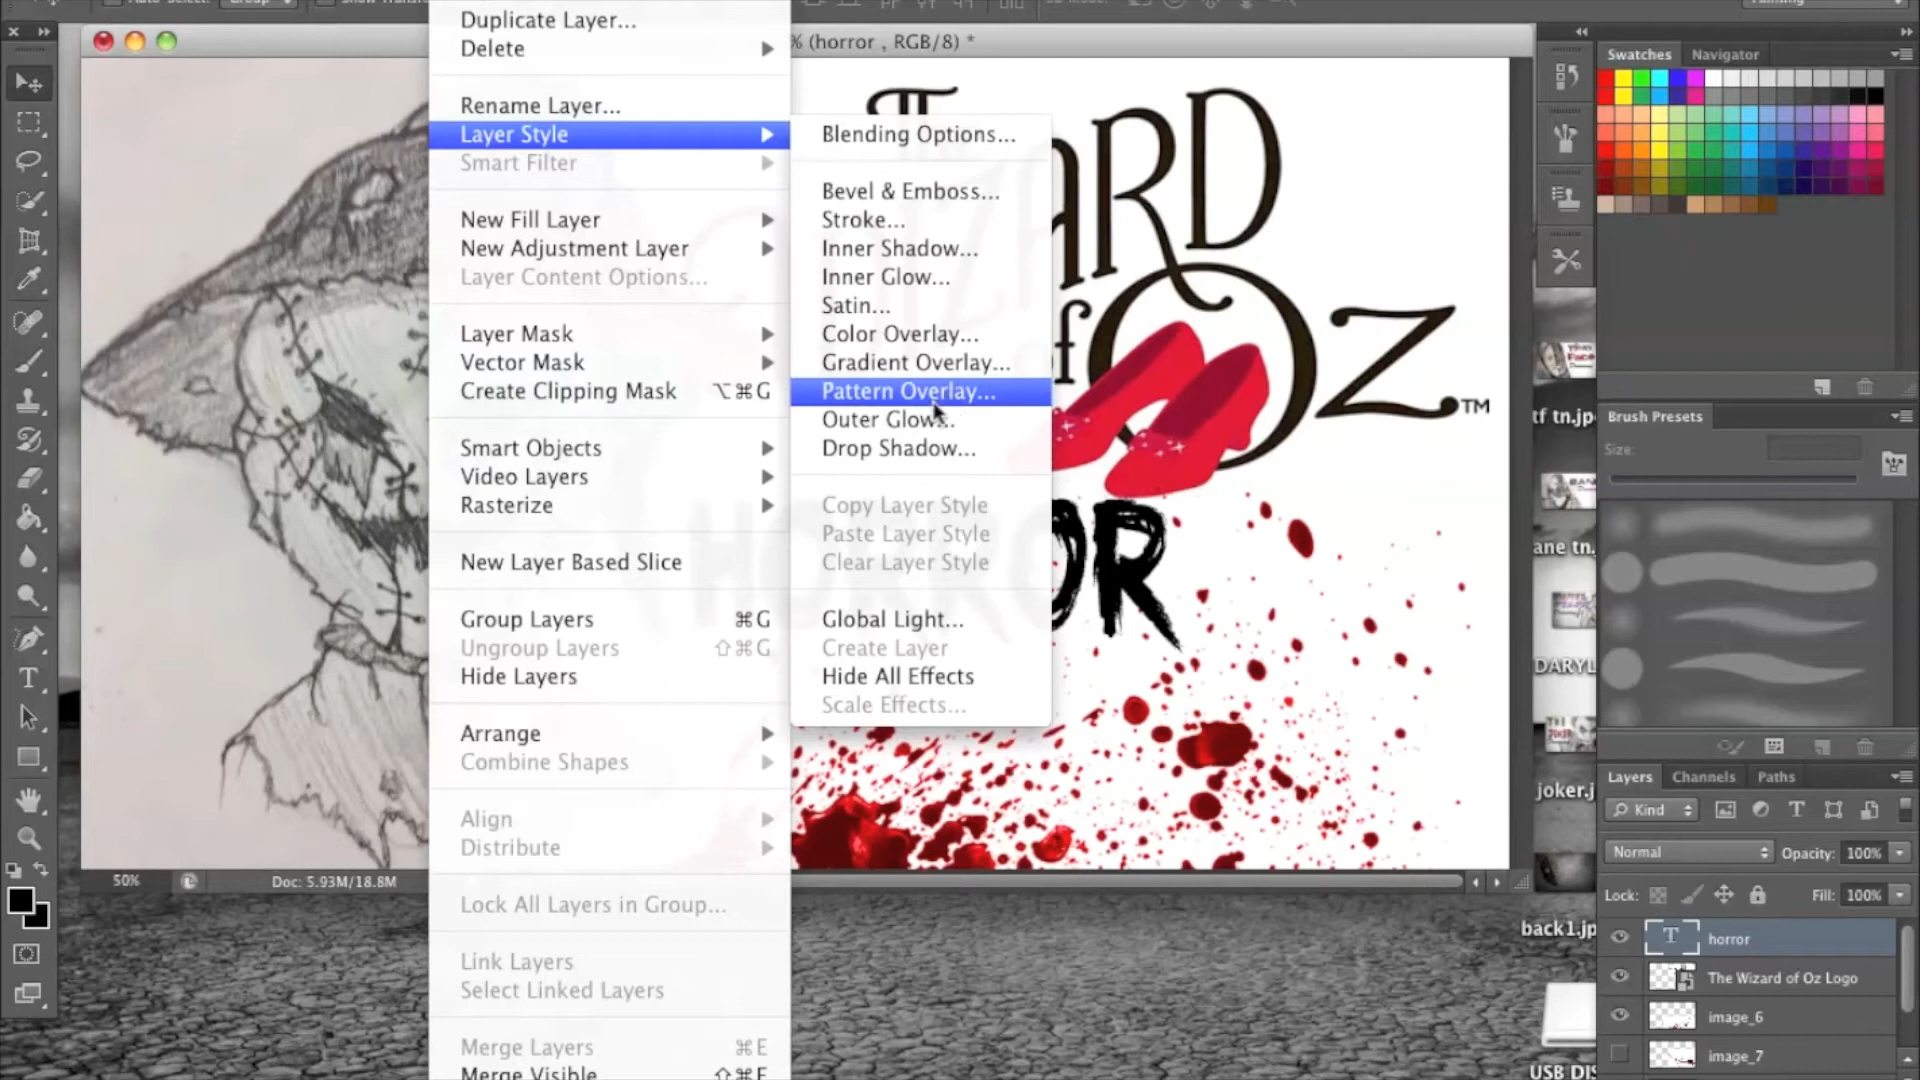 Duplicate Layer...
Delete
% (horror , RGB/8) *
Swatches
Navigator
Rename Layer...
Layer Style
Smart Filter
New Fill Layer
New Adjustment Layer
Layer Content Options...
Layer Mask
Vector Mask
Create Clipping Mask ⌥⌘G
Smart Objects
Video Layers
Rasterize
New Layer Based Slice
Group Layers ⌘G
Ungroup Layers ⇧⌘G
Hide Layers
Arrange
Combine Shapes
Align
Distribute
Lock All Layers in Group...
Link Layers
Select Linked Layers
Merge Layers ⌘E
Merge Visible ⇧⌘E
Blending Options...
Bevel & Emboss...
Stroke...
Inner Shadow...
Inner Glow...
Satin...
Color Overlay...
Gradient Overlay...
Pattern Overlay...
Outer Glow...
Drop Shadow...
Copy Layer Style
Paste Layer Style
Clear Layer Style
Global Light...
Create Layer
Hide All Effects
Scale Effects...
WIZARD
of OZ™
HORROR
50%
Doc: 5.93M/18.8M
tf tn.jp
ane tn.
DARYL
joker.j
back1.jp
USB DIS
Brush Presets
Size:
Layers
Channels
Paths
Kind
Normal
Opacity: 100%
Lock:
Fill: 100%
T horror
The Wizard of Oz Logo
image_6
image_7